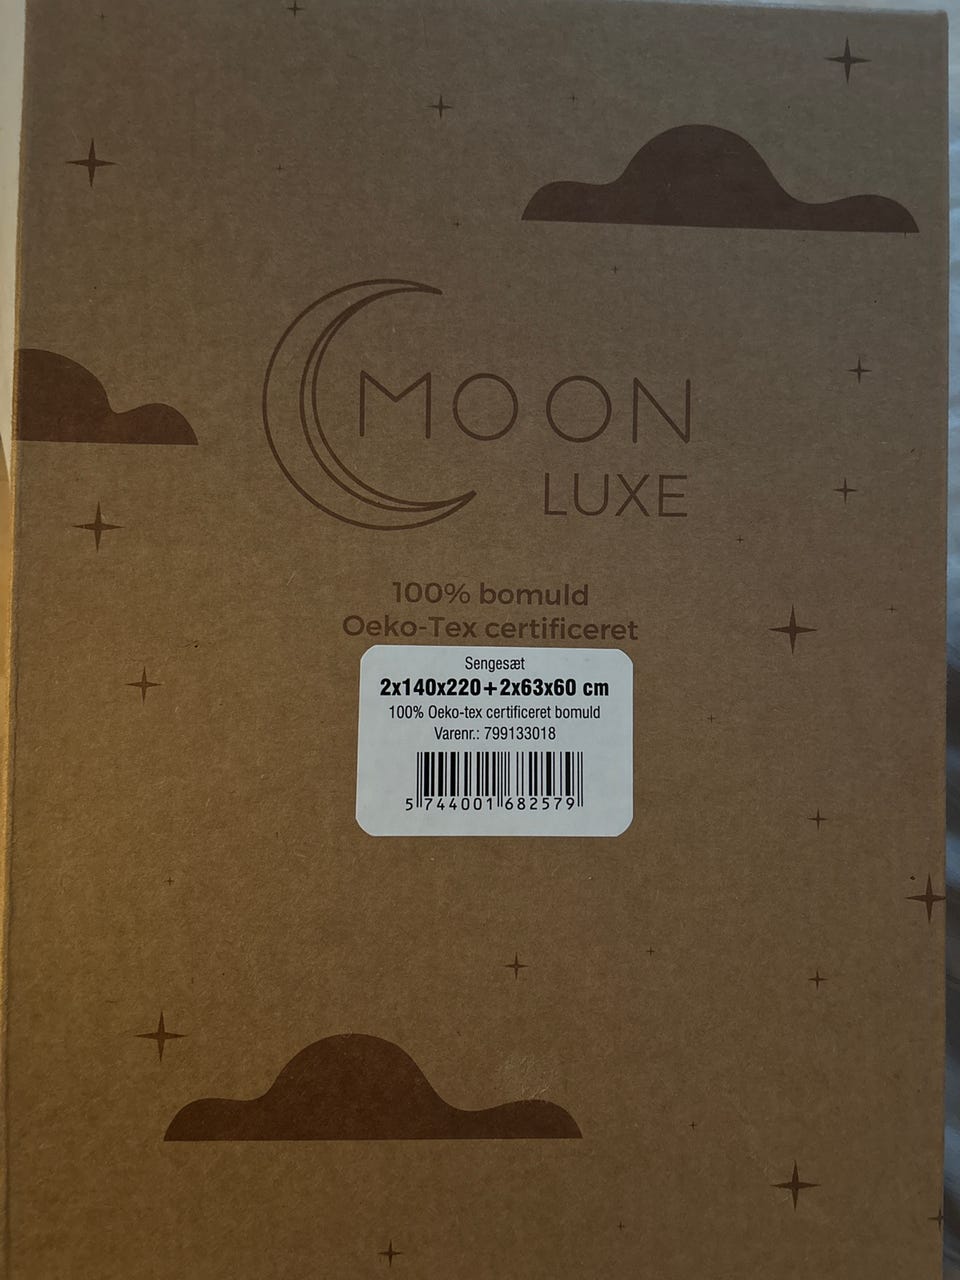 MOON
LUXE
100% bomuld
Oeko-Tex certificeret
Sengesæt
2x140x220+2x63x60 cm
100% Oeko-tex certificeret bomuld
Varenr.: 799133018
5 744001 682579